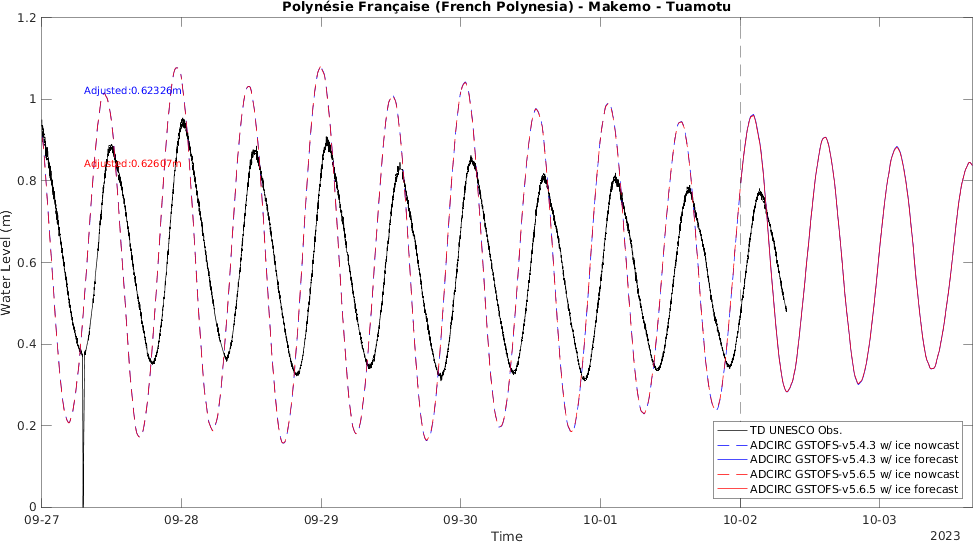 Polynésie Française (French Polynesia) - Makemo - Tuamotu
1.2
1
0.8
0.6
0.4
0.2
0
Water Level (m)
Adjusted:0.62326m
Adjusted:0.62607m
TD UNESCO Obs.
ADCIRC GSTOFS-v5.4.3 w/ ice nowcast
ADCIRC GSTOFS-v5.4.3 w/ ice forecast
ADCIRC GSTOFS-v5.6.5 w/ ice nowcast
ADCIRC GSTOFS-v5.6.5 w/ ice forecast
09-27 09-28 09-29 09-30 10-01 10-02 10-03
Time
2023